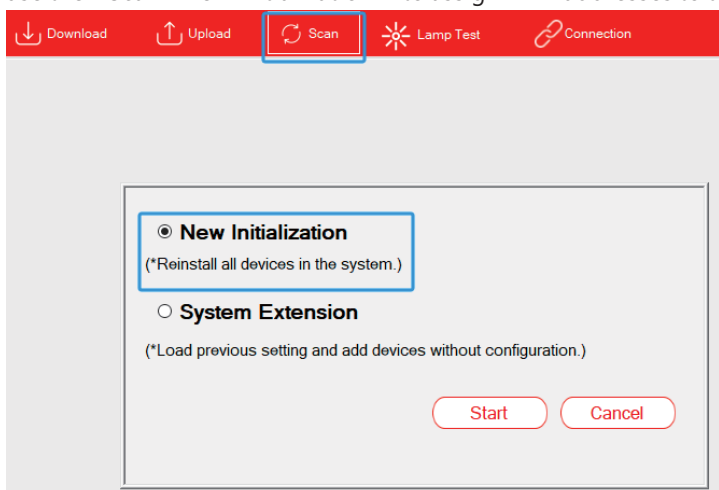 Download Upload Scan Lamp Test Connection
New Initialization
(*Reinstall all devices in the system.)
System Extension
(*Load previous setting and add devices without configuration.)
Start Cancel